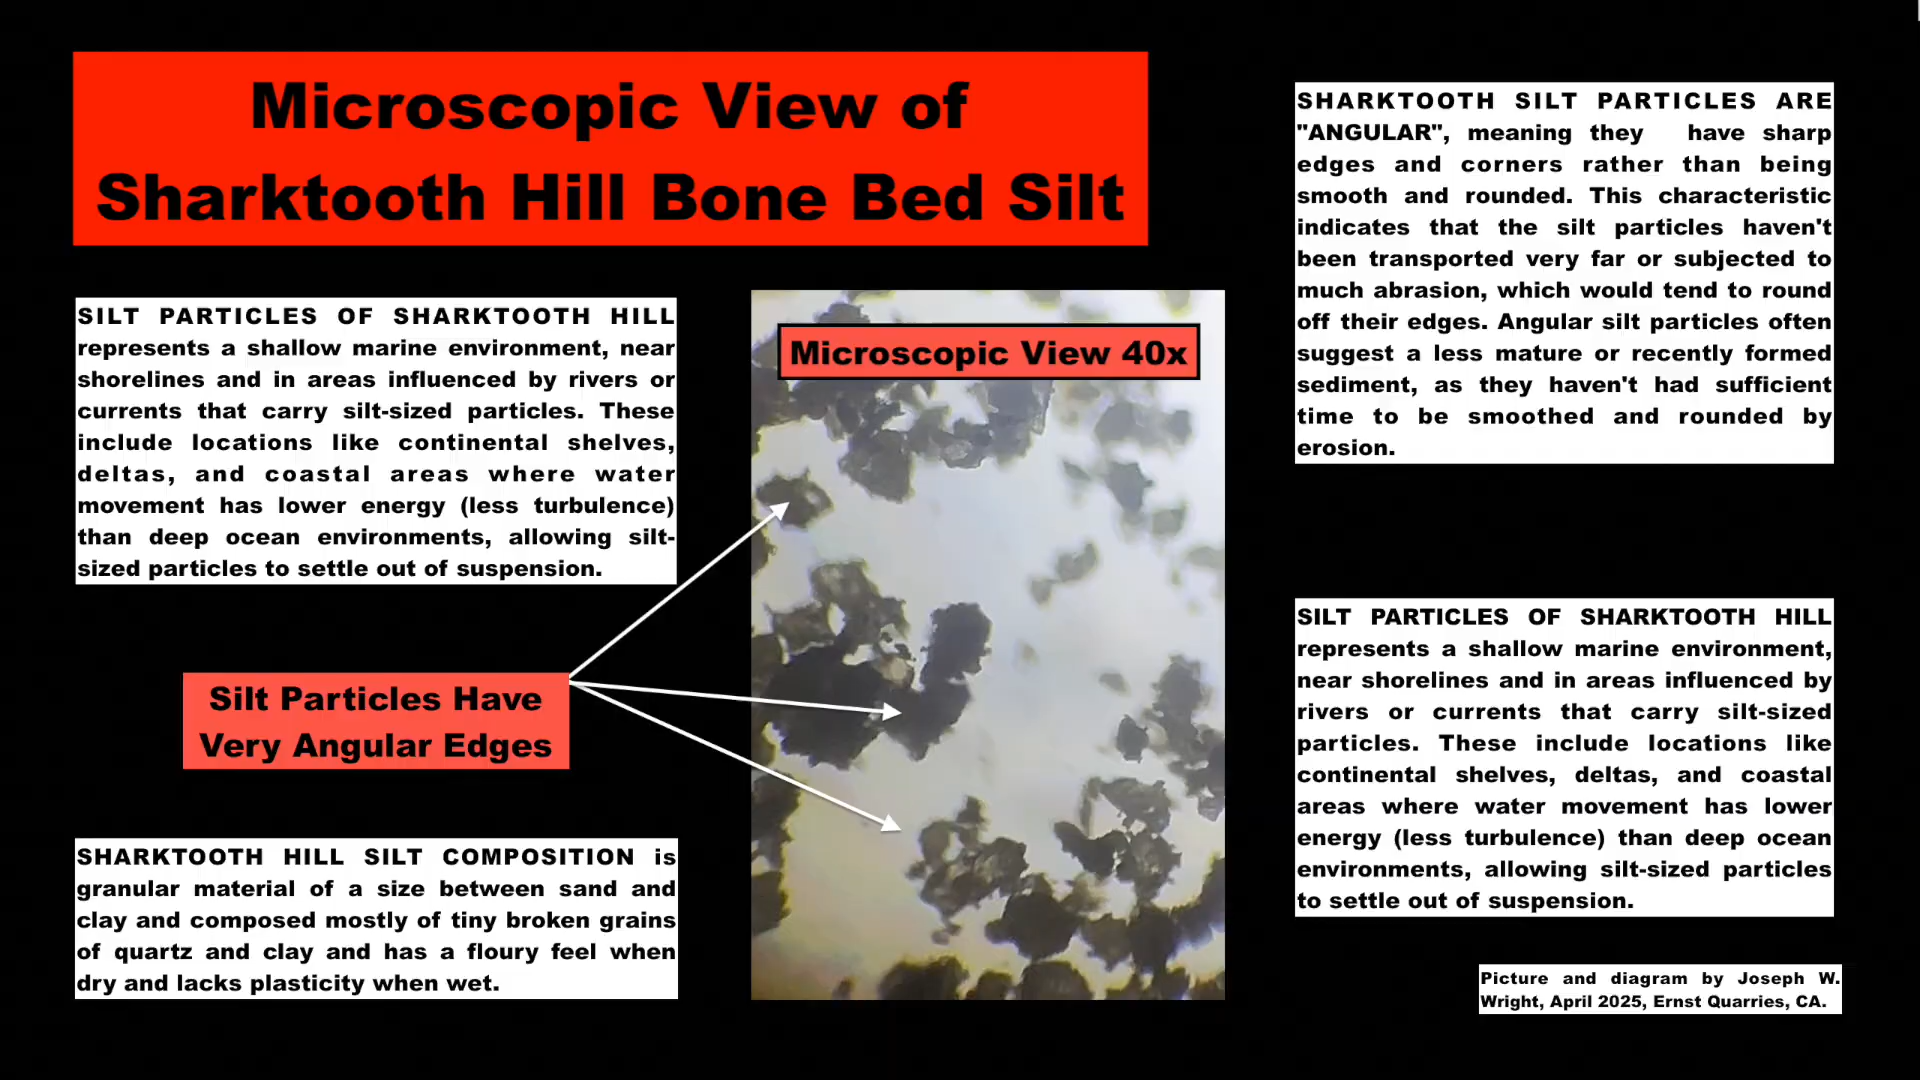 Microscopic View of
Sharktooth Hill Bone Bed Silt
SILT PARTICLES OF SHARKTOOTH HILL
represents a shallow marine environment, near
shorelines and in areas influenced by rivers or
currents that carry silt-sized particles. These
include locations like continental shelves,
deltas, and coastal areas where water
movement has lower energy (less turbulence)
than deep ocean environments, allowing silt-
sized particles to settle out of suspension.
Silt Particles Have
Very Angular Edges
SHARKTOOTH HILL SILT COMPOSITION is
granular material of a size between sand and
clay and composed mostly of tiny broken grains
of quartz and clay and has a floury feel when
dry and lacks plasticity when wet.
Microscopic View 40x
SHARKTOOTH SILT PARTICLES ARE
"ANGULAR", meaning they have sharp
edges and corners rather than being
smooth and rounded. This characteristic
indicates that the silt particles haven't
been transported very far or subjected to
much abrasion, which would tend to round
off their edges. Angular silt particles often
suggest a less mature or recently formed
sediment, as they haven't had sufficient
time to be smoothed and rounded by
erosion.
SILT PARTICLES OF SHARKTOOTH HILL
represents a shallow marine environment,
near shorelines and in areas influenced by
rivers or currents that carry silt-sized
particles. These include locations like
continental shelves, deltas, and coastal
areas where water movement has lower
energy (less turbulence) than deep ocean
environments, allowing silt-sized particles
to settle out of suspension.
Picture and diagram by Joseph W.
Wright, April 2025, Ernst Quarries, CA.